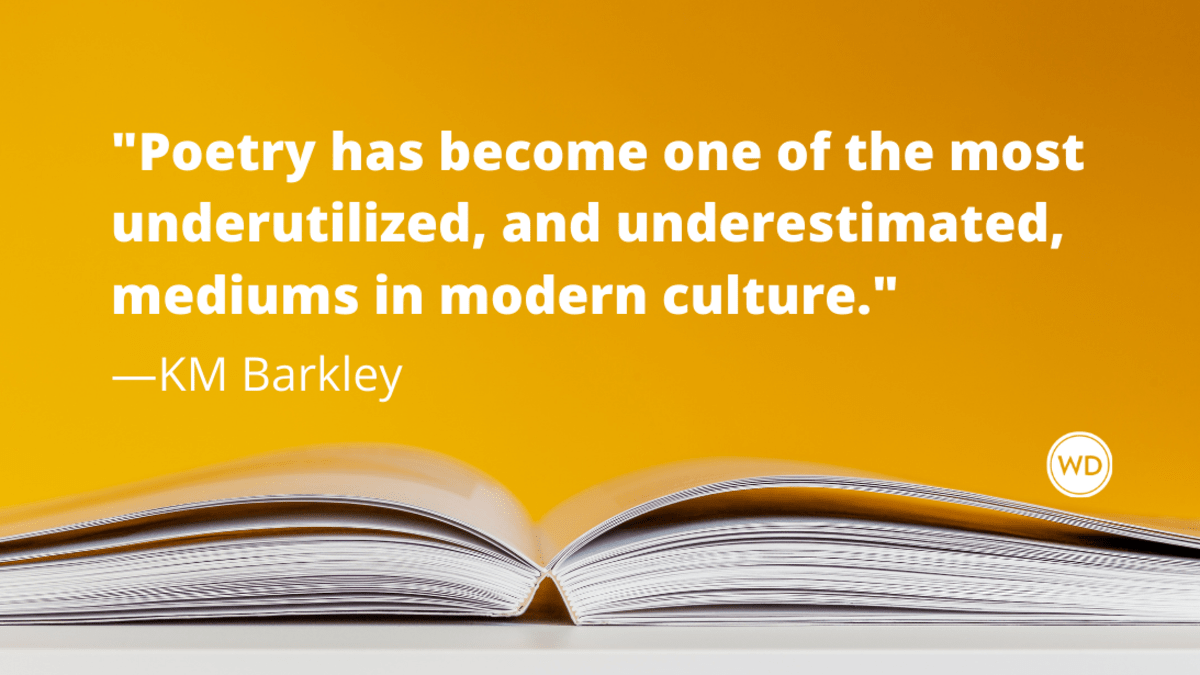 "Poetry has become one of the most
underutilized, and underestimated,
mediums in modern culture."
—KM Barkley
WD